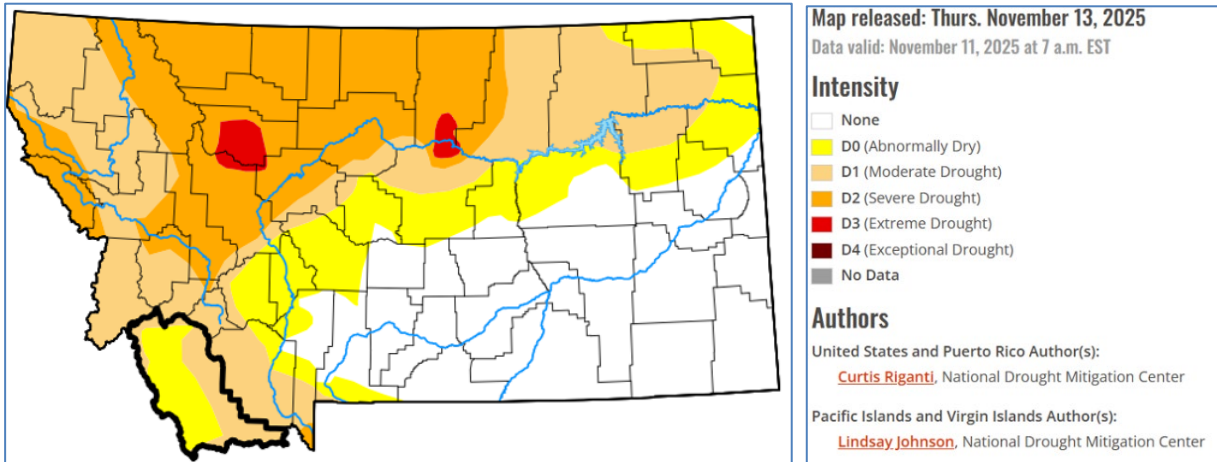 Map released: Thurs. November 13, 2025
Data valid: November 11, 2025 at 7 a.m. EST
Intensity
None
D0 (Abnormally Dry)
D1 (Moderate Drought)
D2 (Severe Drought)
D3 (Extreme Drought)
D4 (Exceptional Drought)
No Data
Authors
United States and Puerto Rico Author(s):
Curtis Riganti, National Drought Mitigation Center
Pacific Islands and Virgin Islands Author(s):
Lindsay Johnson, National Drought Mitigation Center